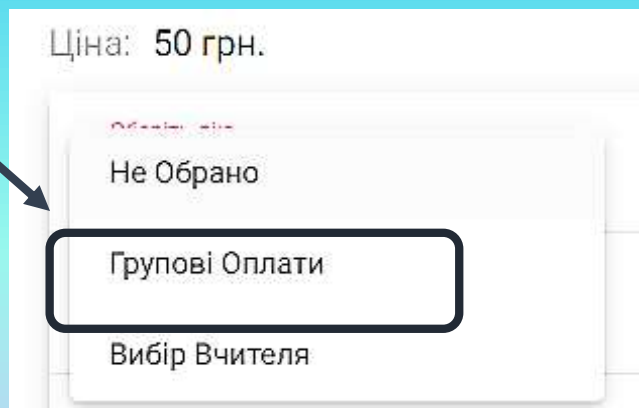 Ціна: 50 грн.
Не Обрано
Групові Оплати
Вибір Вчителя